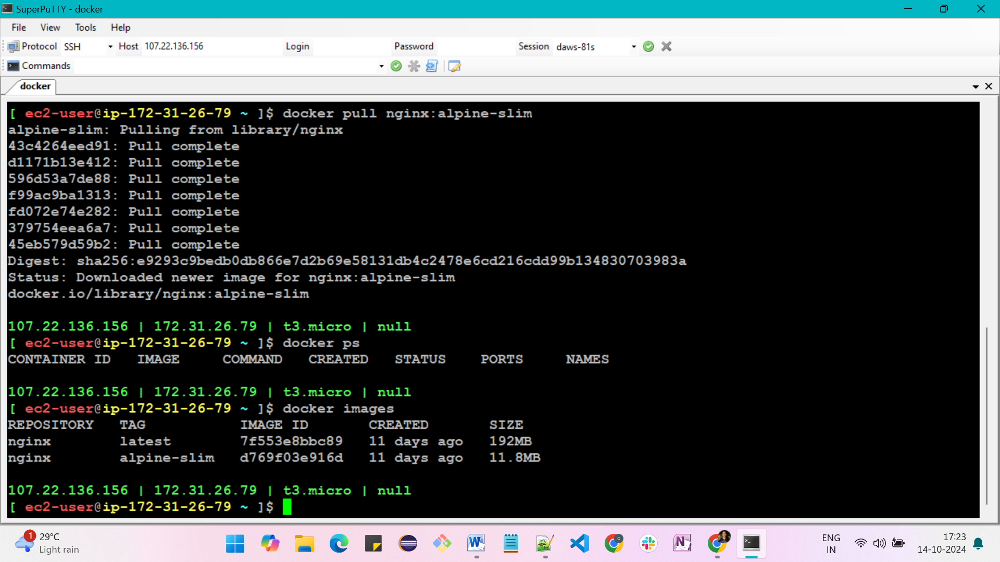 SuperPuTTY - docker
File View Tools Help
Protocol SSH Host 107.22.136.156 Login Password Session daws-81s
Commands
docker
[ ec2-user@ip-172-31-26-79 ~ ]$ docker pull nginx:alpine-slim
alpine-slim: Pulling from library/nginx
43c4264eed91: Pull complete
d1171b13e412: Pull complete
596d53a7de88: Pull complete
f99ac9ba1313: Pull complete
fd072e74e282: Pull complete
379754eea6a7: Pull complete
45eb579d59b2: Pull complete
Digest: sha256:e9293c9bedb0db866e7d2b69e58131db4c2478e6cd216cdd99b134830703983a
Status: Downloaded newer image for nginx:alpine-slim
docker.io/library/nginx:alpine-slim
107.22.136.156 | 172.31.26.79 | t3.micro | null
[ ec2-user@ip-172-31-26-79 ~ ]$ docker ps
CONTAINER ID IMAGE COMMAND CREATED STATUS PORTS NAMES
107.22.136.156 | 172.31.26.79 | t3.micro | null
[ ec2-user@ip-172-31-26-79 ~ ]$ docker images
REPOSITORY TAG IMAGE ID CREATED SIZE
nginx latest 7f553e8bbc89 11 days ago 192MB
nginx alpine-slim d769f03e916d 11 days ago 11.8MB
107.22.136.156 | 172.31.26.79 | t3.micro | null
[ ec2-user@ip-172-31-26-79 ~ ]$
1 29°C
Light rain
ENG
IN
17:23
14-10-2024